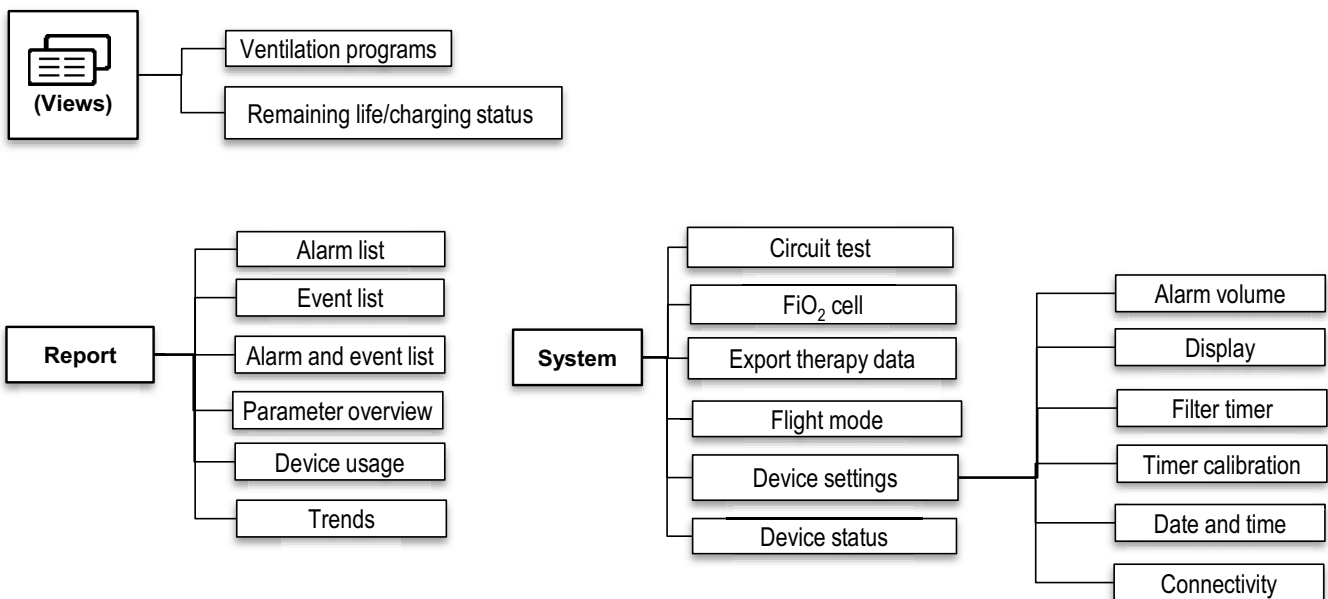 (Views)
Ventilation programs
Remaining life/charging status
Report
Alarm list
Event list
Alarm and event list
Parameter overview
Device usage
Trends
System
Circuit test
FiO₂ cell
Export therapy data
Flight mode
Device settings
Device status
Alarm volume
Display
Filter timer
Timer calibration
Date and time
Connectivity